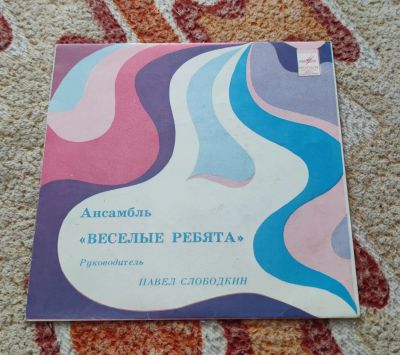 Ансамбль
«ВЕСЕЛЫЕ РЕБЯТА»
Руководитель
ПАВЕЛ СЛОБОДКИН